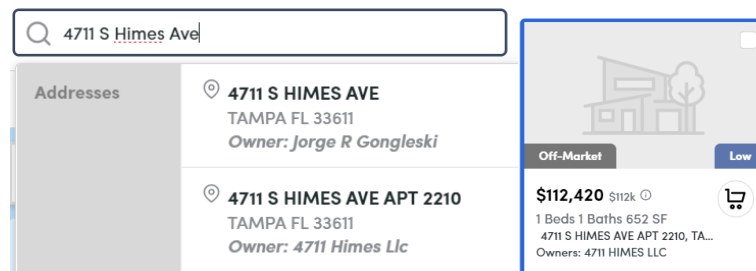 4711 S Himes Ave
Addresses
4711 S HIMES AVE
TAMPA FL 33611
Owner: Jorge R Gongleski
4711 S HIMES AVE APT 2210
TAMPA FL 33611
Owner: 4711 Himes Llc
Off-Market
Low
$112,420 $112k
1 Beds 1 Baths 652 SF
4711 S HIMES AVE APT 2210, TA...
Owners: 4711 HIMES LLC